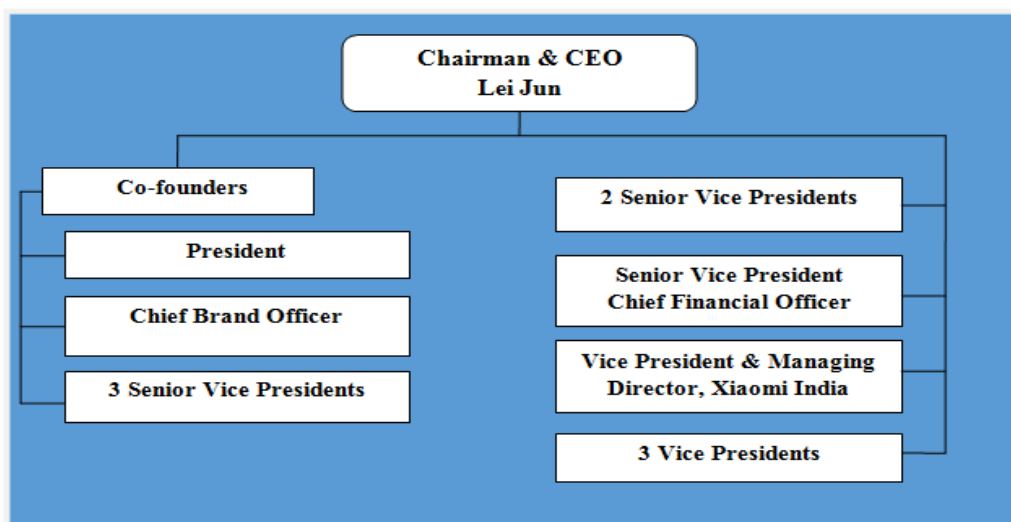 Chairman & CEO
Lei Jun
Co-founders
President
Chief Brand Officer
3 Senior Vice Presidents
2 Senior Vice Presidents
Senior Vice President
Chief Financial Officer
Vice President & Managing
Director, Xiaomi India
3 Vice Presidents